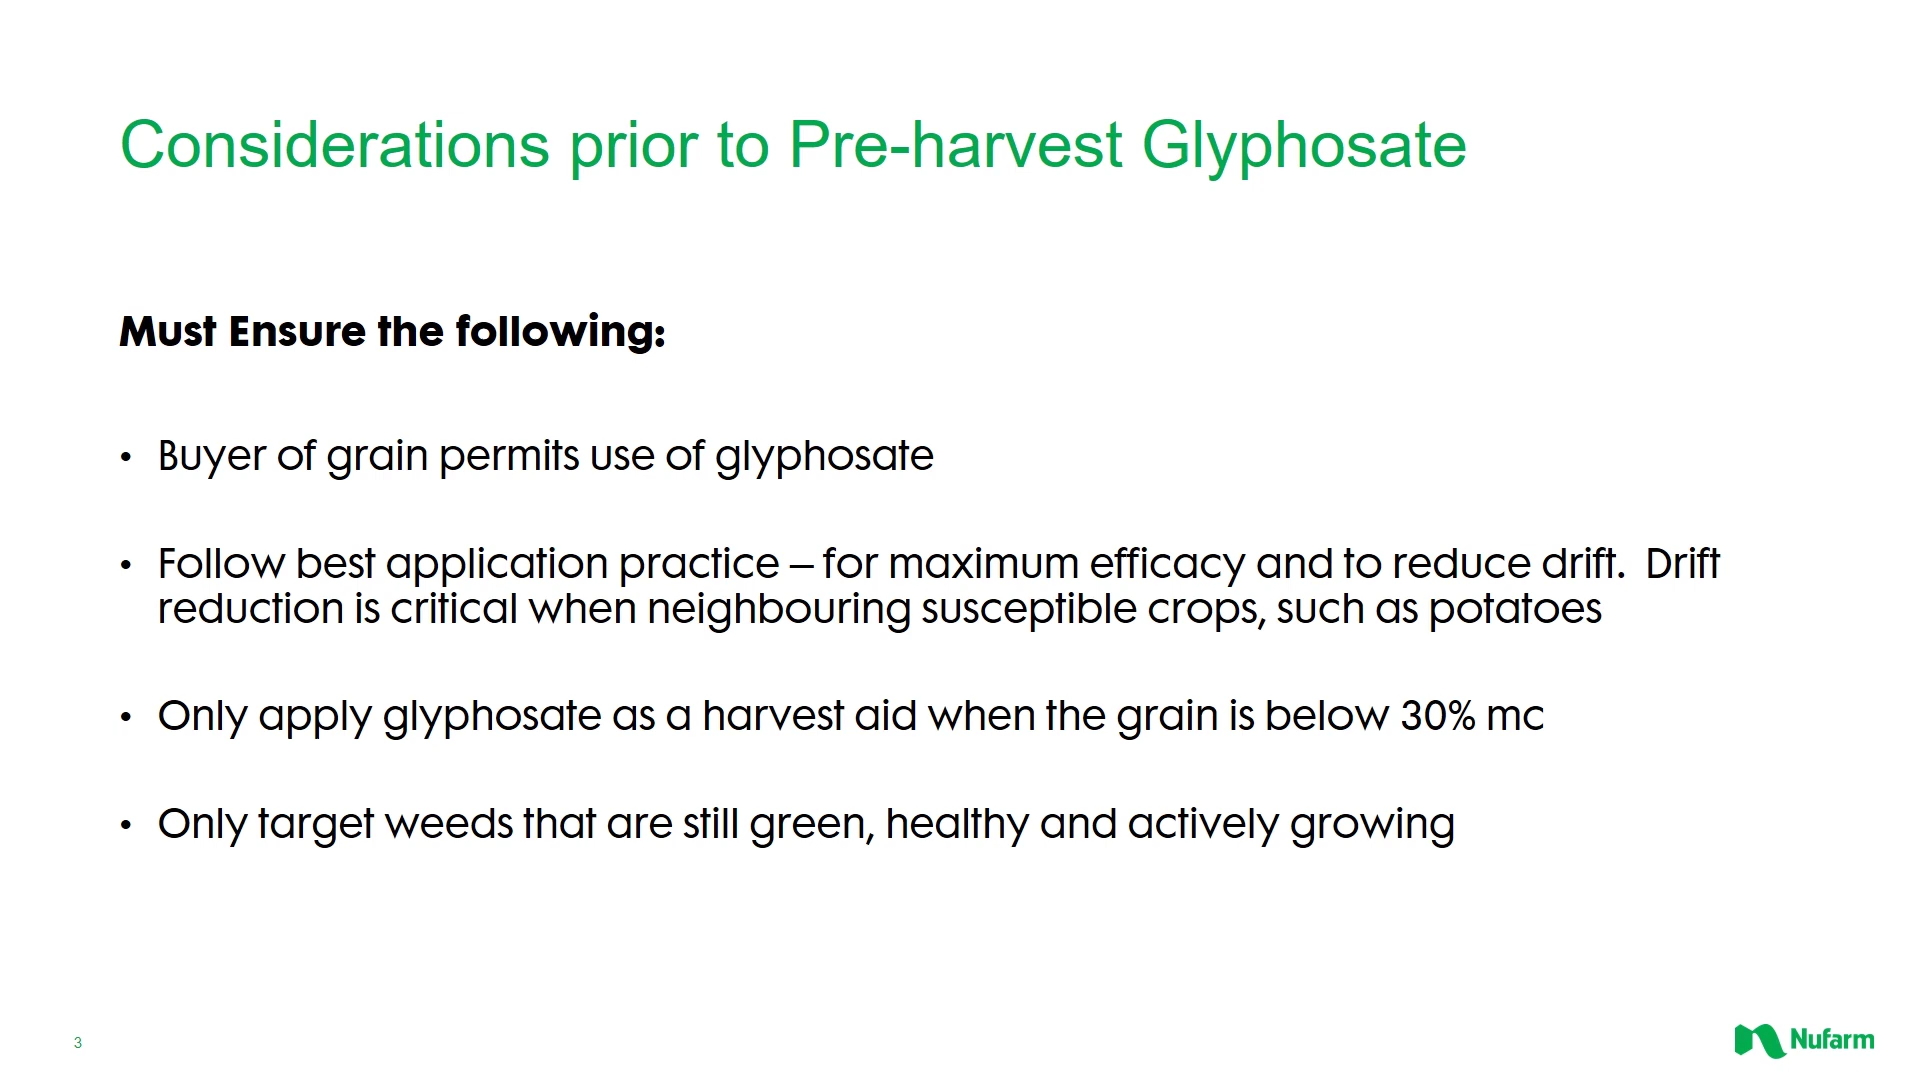 Considerations prior to Pre-harvest Glyphosate
Must Ensure the following:
• Buyer of grain permits use of glyphosate
• Follow best application practice – for maximum efficacy and to reduce drift.  Drift
reduction is critical when neighbouring susceptible crops, such as potatoes
• Only apply glyphosate as a harvest aid when the grain is below 30% mc
• Only target weeds that are still green, healthy and actively growing
3
Nufarm